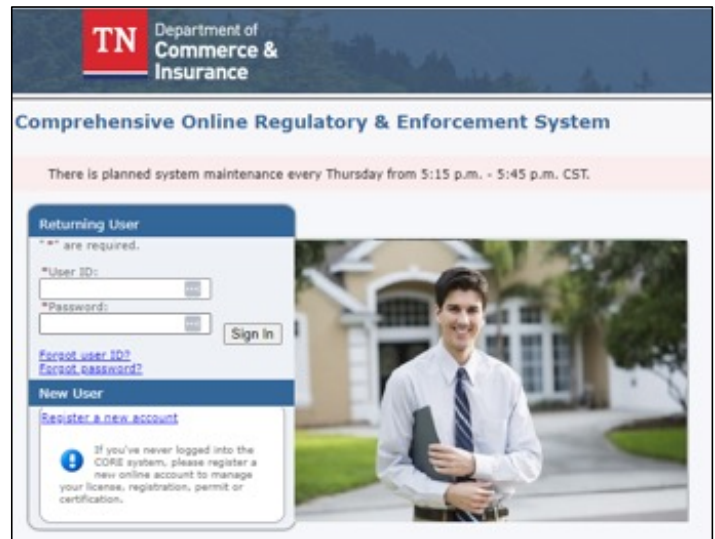 TN
Department of
Commerce &
Insurance
Comprehensive Online Regulatory & Enforcement System
There is planned system maintenance every Thursday from 5:15 p.m. - 5:45 p.m. CST.
Returning User
"*" are required.
*User ID:
*Password:
Sign In
Forgot user ID?
Forgot password?
New User
Register a new account
If you've never logged into the
CORE system, please register a
new online account to manage
your license, registration, permit or
certification.